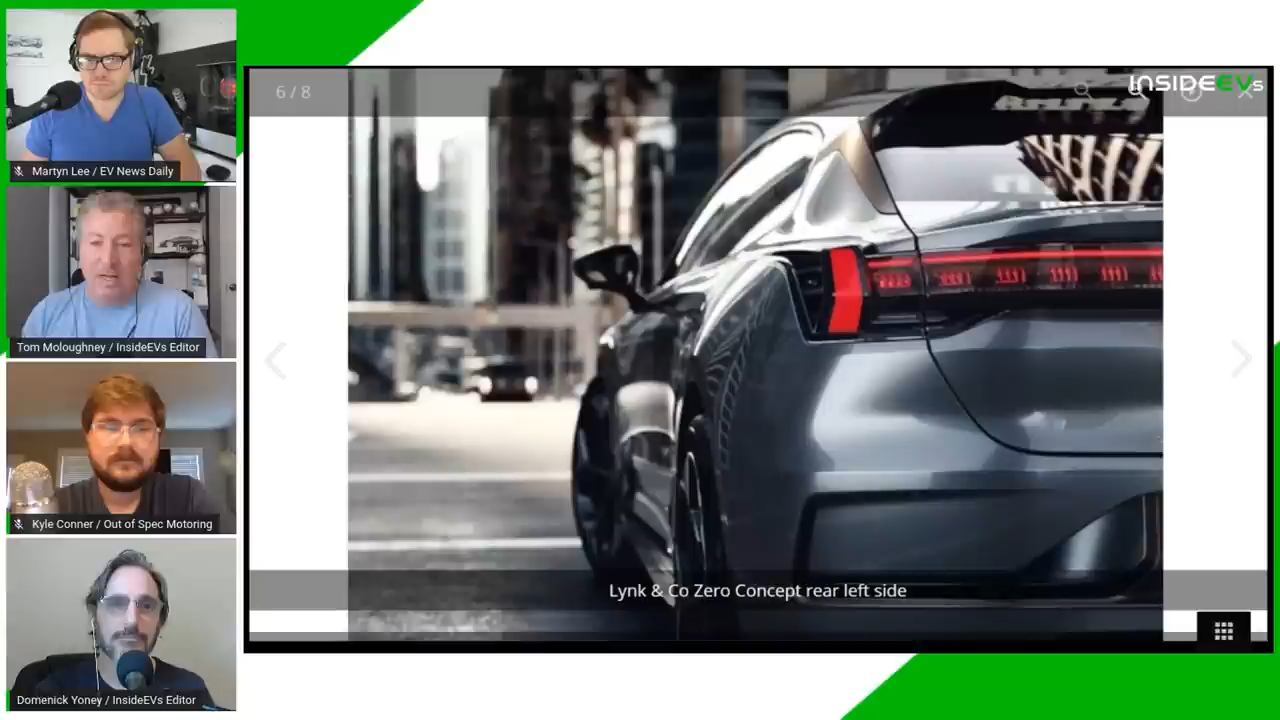 Martyn Lee / EV News Daily
Tom Moloughney / InsideEVs Editor
Kyle Conner / Out of Spec Motoring
Domenick Yoney / InsideEVs Editor
6 / 8
INSIDEEVs
Lynk & Co Zero Concept rear left side